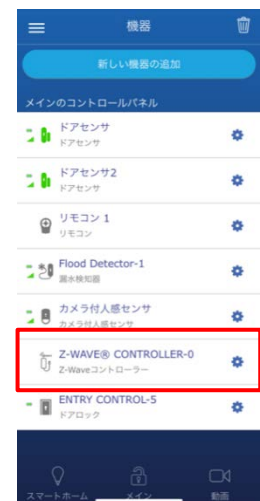 機器
新しい機器の追加
メインのコントロールパネル
ドアセンサ
ドアセンサ
ドアセンサ2
ドアセンサ
リモコン 1
リモコン
Flood Detector-1
漏水検知器
カメラ付人感センサ
カメラ付人感センサ
Z-WAVE® CONTROLLER-0
Z-Waveコントローラー
ENTRY CONTROL-5
ドアロック
スマートホーム メイン 動画